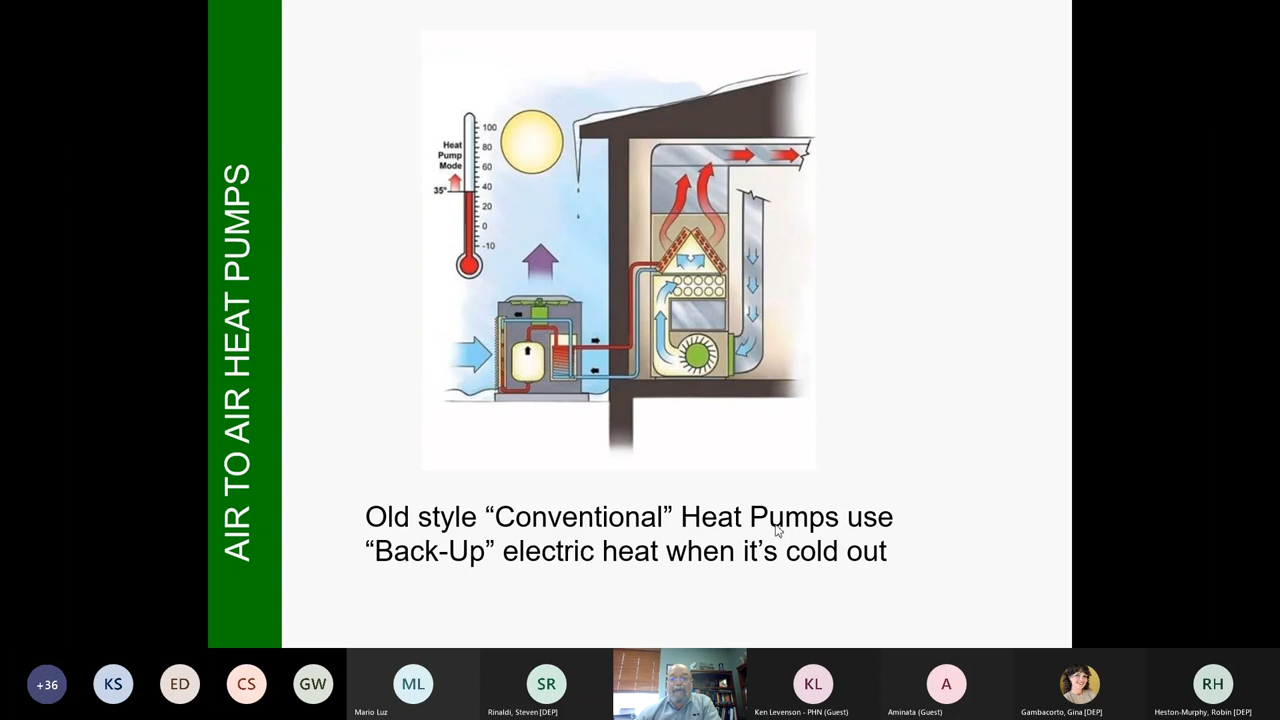 AIR TO AIR HEAT PUMPS
Heat
Pump
Mode
35°
100
80
60
40
20
0
-10
Old style “Conventional” Heat Pumps use
“Back-Up” electric heat when it’s cold out
+36
KS
ED
CS
GW
ML
Mario Luz
SR
Rinaldi, Steven [DEP]
KL
Ken Levenson - PHN (Guest)
A
Aminata (Guest)
Gambacorto, Gina [DEP]
RH
Heston-Murphy, Robin [DEP]